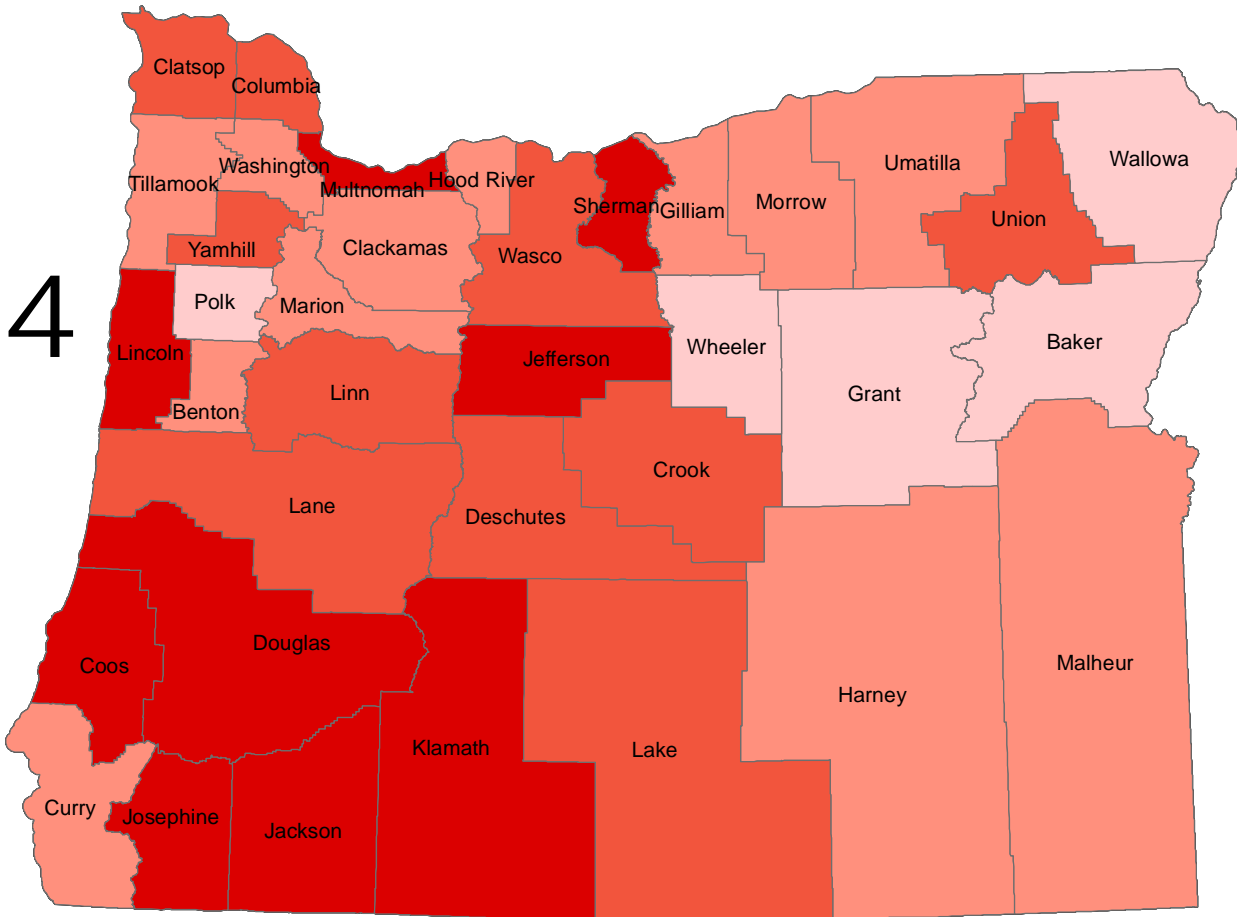 Clatsop
Columbia
Washington
Tillamook
Multnomah
Hood River
Sherman
Gilliam
Morrow
Umatilla
Wallowa
Union
Yamhill
Clackamas
Wasco
4
Polk
Marion
Lincoln
Jefferson
Wheeler
Baker
Grant
Linn
Benton
Crook
Lane
Deschutes
Douglas
Coos
Klamath
Lake
Harney
Malheur
Curry
Josephine
Jackson